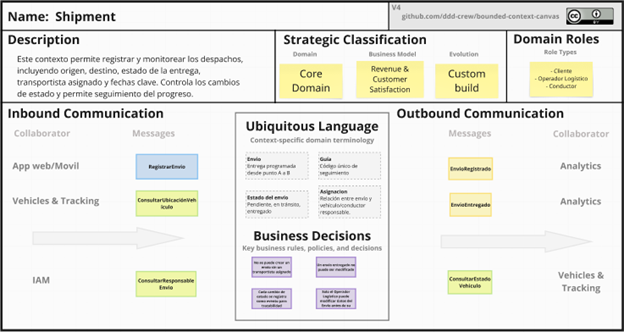 Name: Shipment
V4
github.com/ddd-crew/bounded-context-canvas
CC
BY
Description
Este contexto permite registrar y monitorear los despachos,
incluyendo origen, destino, estado de la entrega,
transportista asignado y fechas clave. Controla los cambios
de estado y permite seguimiento del progreso.
Strategic Classification
Domain
Business Model
Evolution
Core
Domain
Revenue &
Customer
Satisfaction
Custom
build
Domain Roles
Role Types
- Cliente
- Operador Logístico
- Conductor
Inbound Communication
Collaborator
Messages
App web/Movil
RegistrarEnvio
Vehicles & Tracking
ConsultarUbicaciónVeh
iculo
IAM
ConsultarResponsable
Envio
Ubiquitous Language
Context-specific domain terminology
Envio
Entrega programada
desde punto A a B
Guía
Código único de
seguimiento
Estado del envío
Pendiente, en tránsito,
entregado
Asignacion
Relación entre envío y
vehículo/conductor
responsable.
Business Decisions
Key business rules, policies, and decisions
No se puede crear un
envío sin un
transportista asignado
Un envío entregado no
puede ser modificado
Cada cambio de
estado se registra
como evento para
trazabilidad
Solo el Operador
Logístico puede
modificar datos del
Outbound Communication
Messages
Collaborator
EnvioRegistrado
Analytics
EnvioEntregado
Analytics
ConsultarEstado
Vehiculo
Vehicles &
Tracking